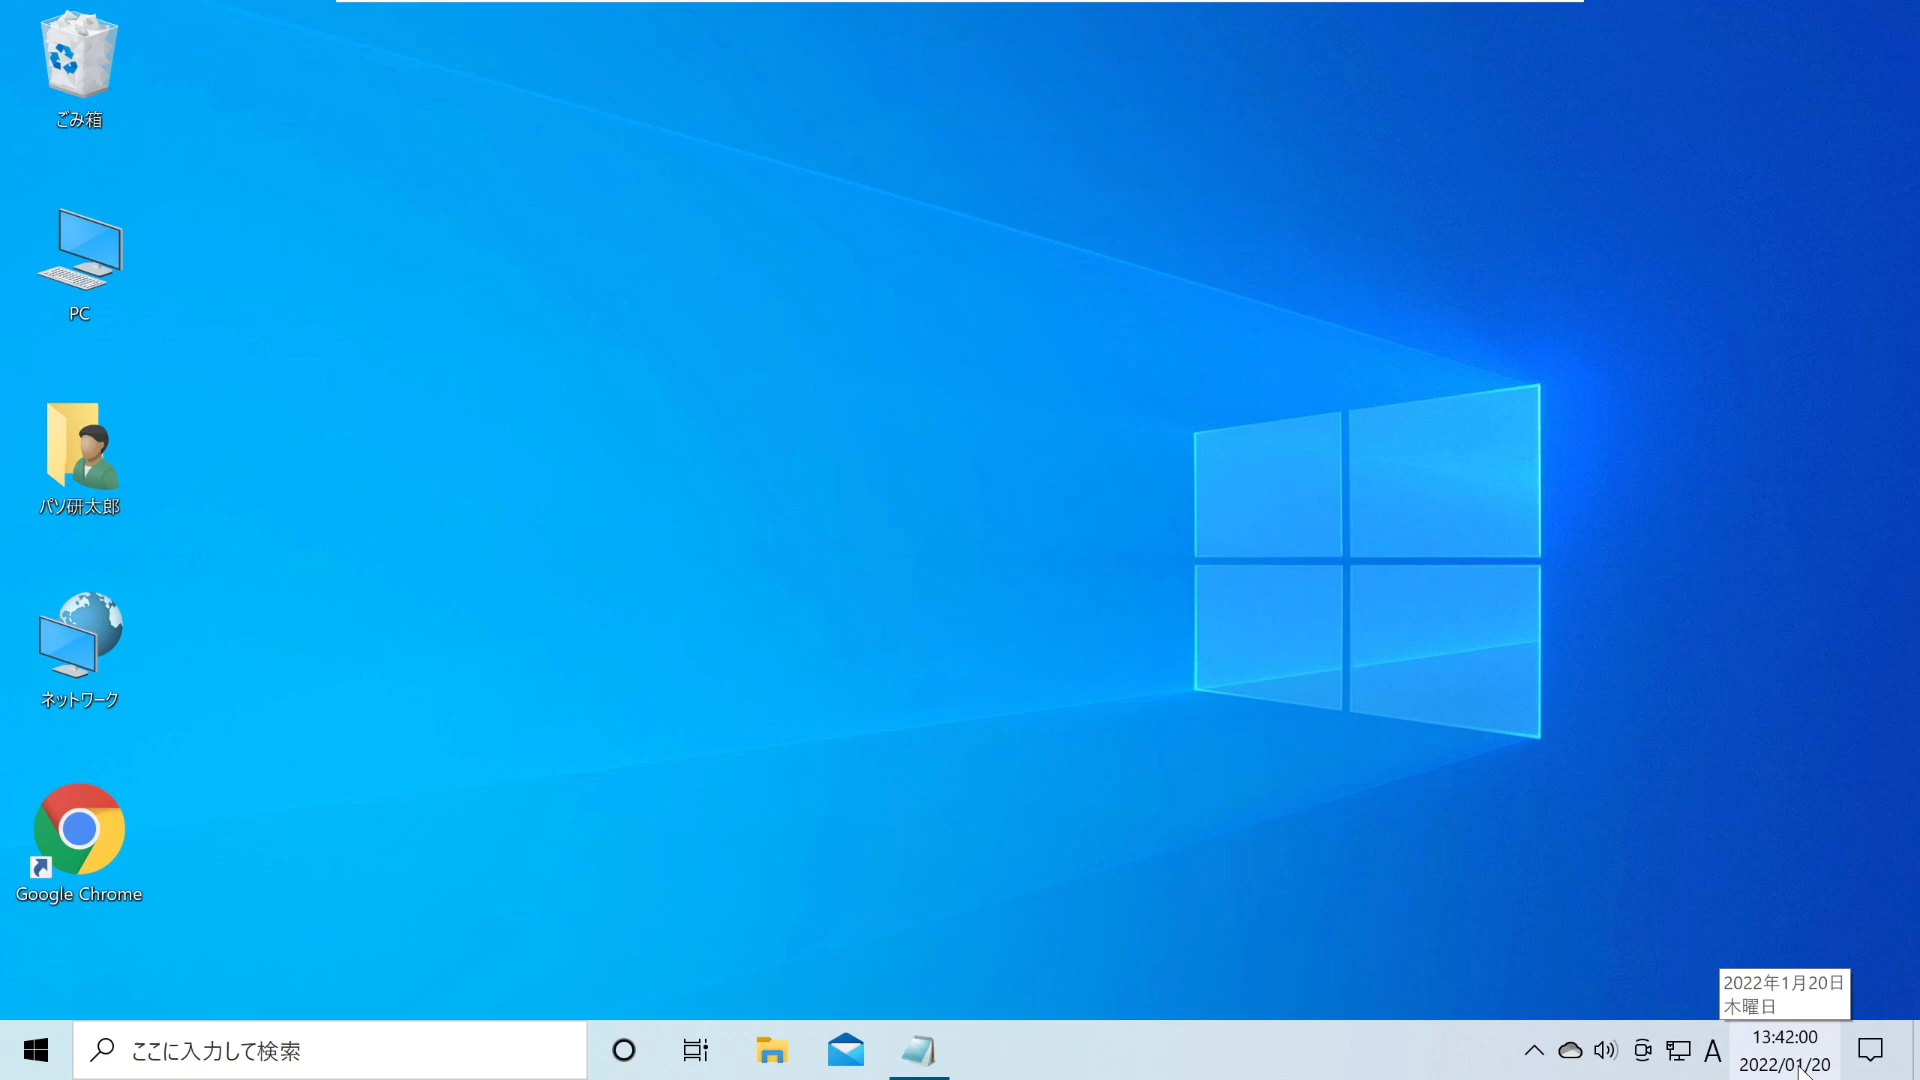 ごみ箱
PC
パソ研太郎
ネットワーク
Google Chrome
2022年1月20日
木曜日
ここに入力して検索
A
13:42:00
2022/01/20